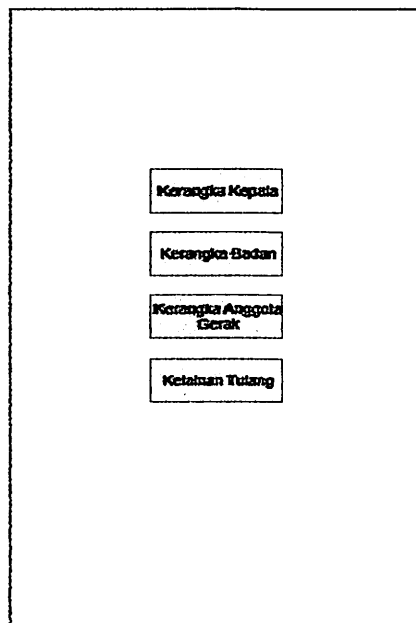 Kerangka Kepala
Kerangka Badan
Kerangka Anggota
Gerak
Kelainan Tulang